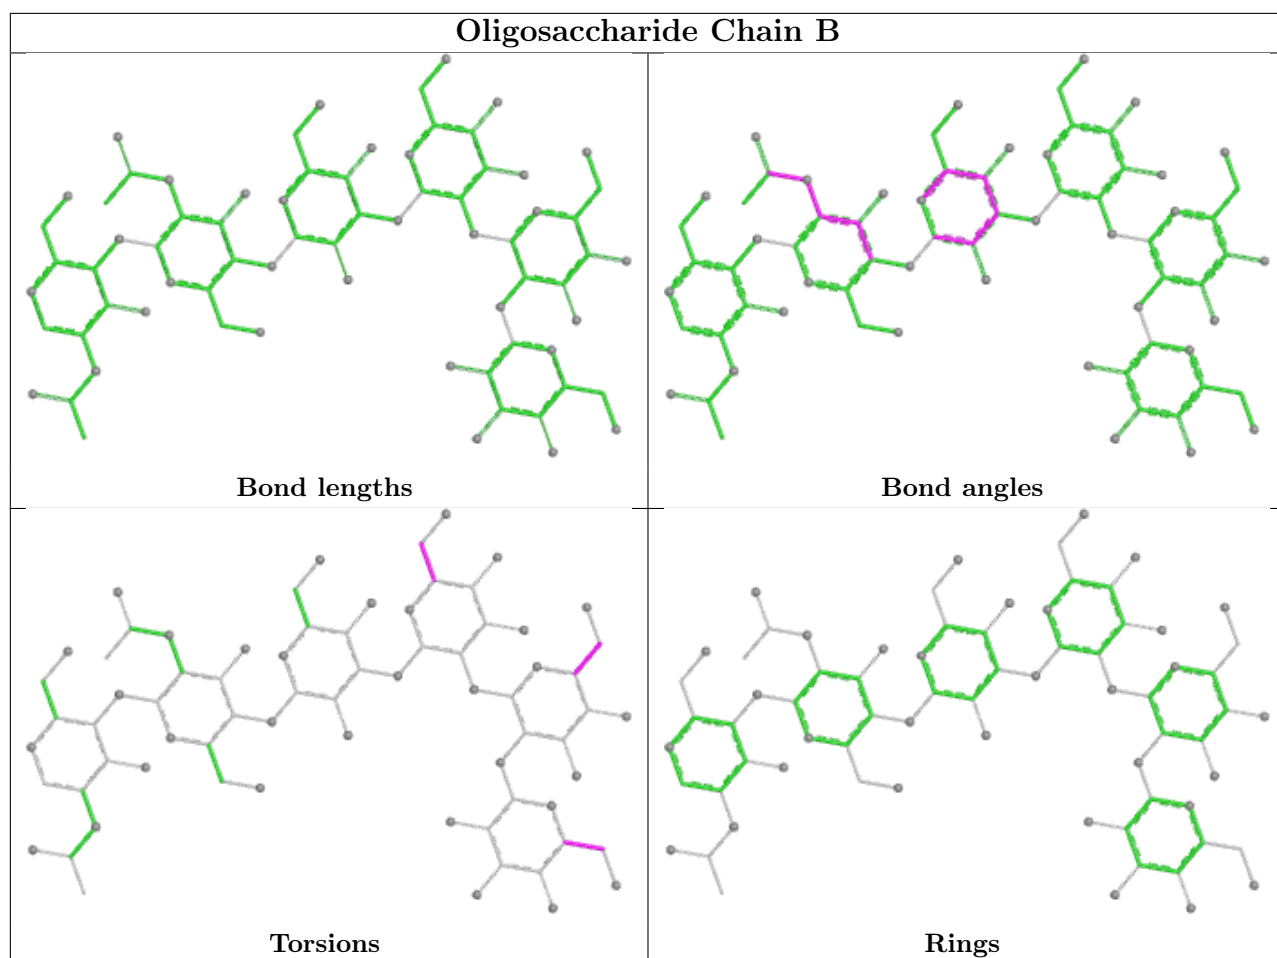 Oligosaccharide Chain B
Bond lengths
Bond angles
Torsions
Rings